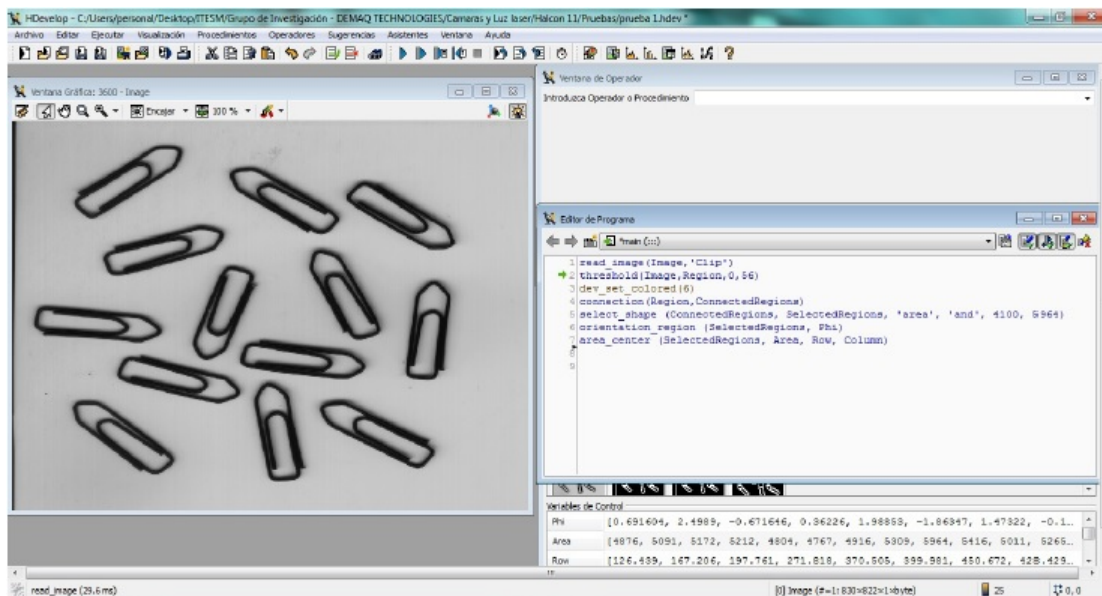 HDevelop - C:/Users/personal/Desktop/ITESM/Grupo de Investigación - DEMAQ TECHNOLOGIES/Camaras y Luz laser/Halcon 11/Pruebas/prueba 1.hdev *
Archivo Editar Ejecutar Visualización Procedimientos Operadores Sugerencias Asistentes Ventana Ayuda
Ventana Gráfica: 3600 - Image
Encajar 100 %
Ventana de Operador
Introduzca Operador o Procedimiento
Editor de Programa
*main (:::)
1 read_image(Image,'Clip')
2 threshold(Image,Region,0,56)
3 dev_set_colored(6)
4 connection(Region,ConnectedRegions)
5 select_shape (ConnectedRegions, SelectedRegions, 'area', 'and', 4100, 5964)
6 orientation_region (SelectedRegions, Phi)
7 area_center (SelectedRegions, Area, Row, Column)
8
9
Variables de Control
Phi [0.691604, 2.4989, -0.671646, 0.36226, 1.98853, -1.86347, 1.47322, -0.1...
Area [4876, 5091, 5172, 5212, 4804, 4767, 4916, 5309, 5964, 5416, 5011, 5265...
Row [126.439, 167.206, 197.761, 271.818, 370.505, 399.981, 450.672, 428.429...
read_image (29.6 ms) [0] Image (#=1: 830×822×1×byte) 25 0, 0